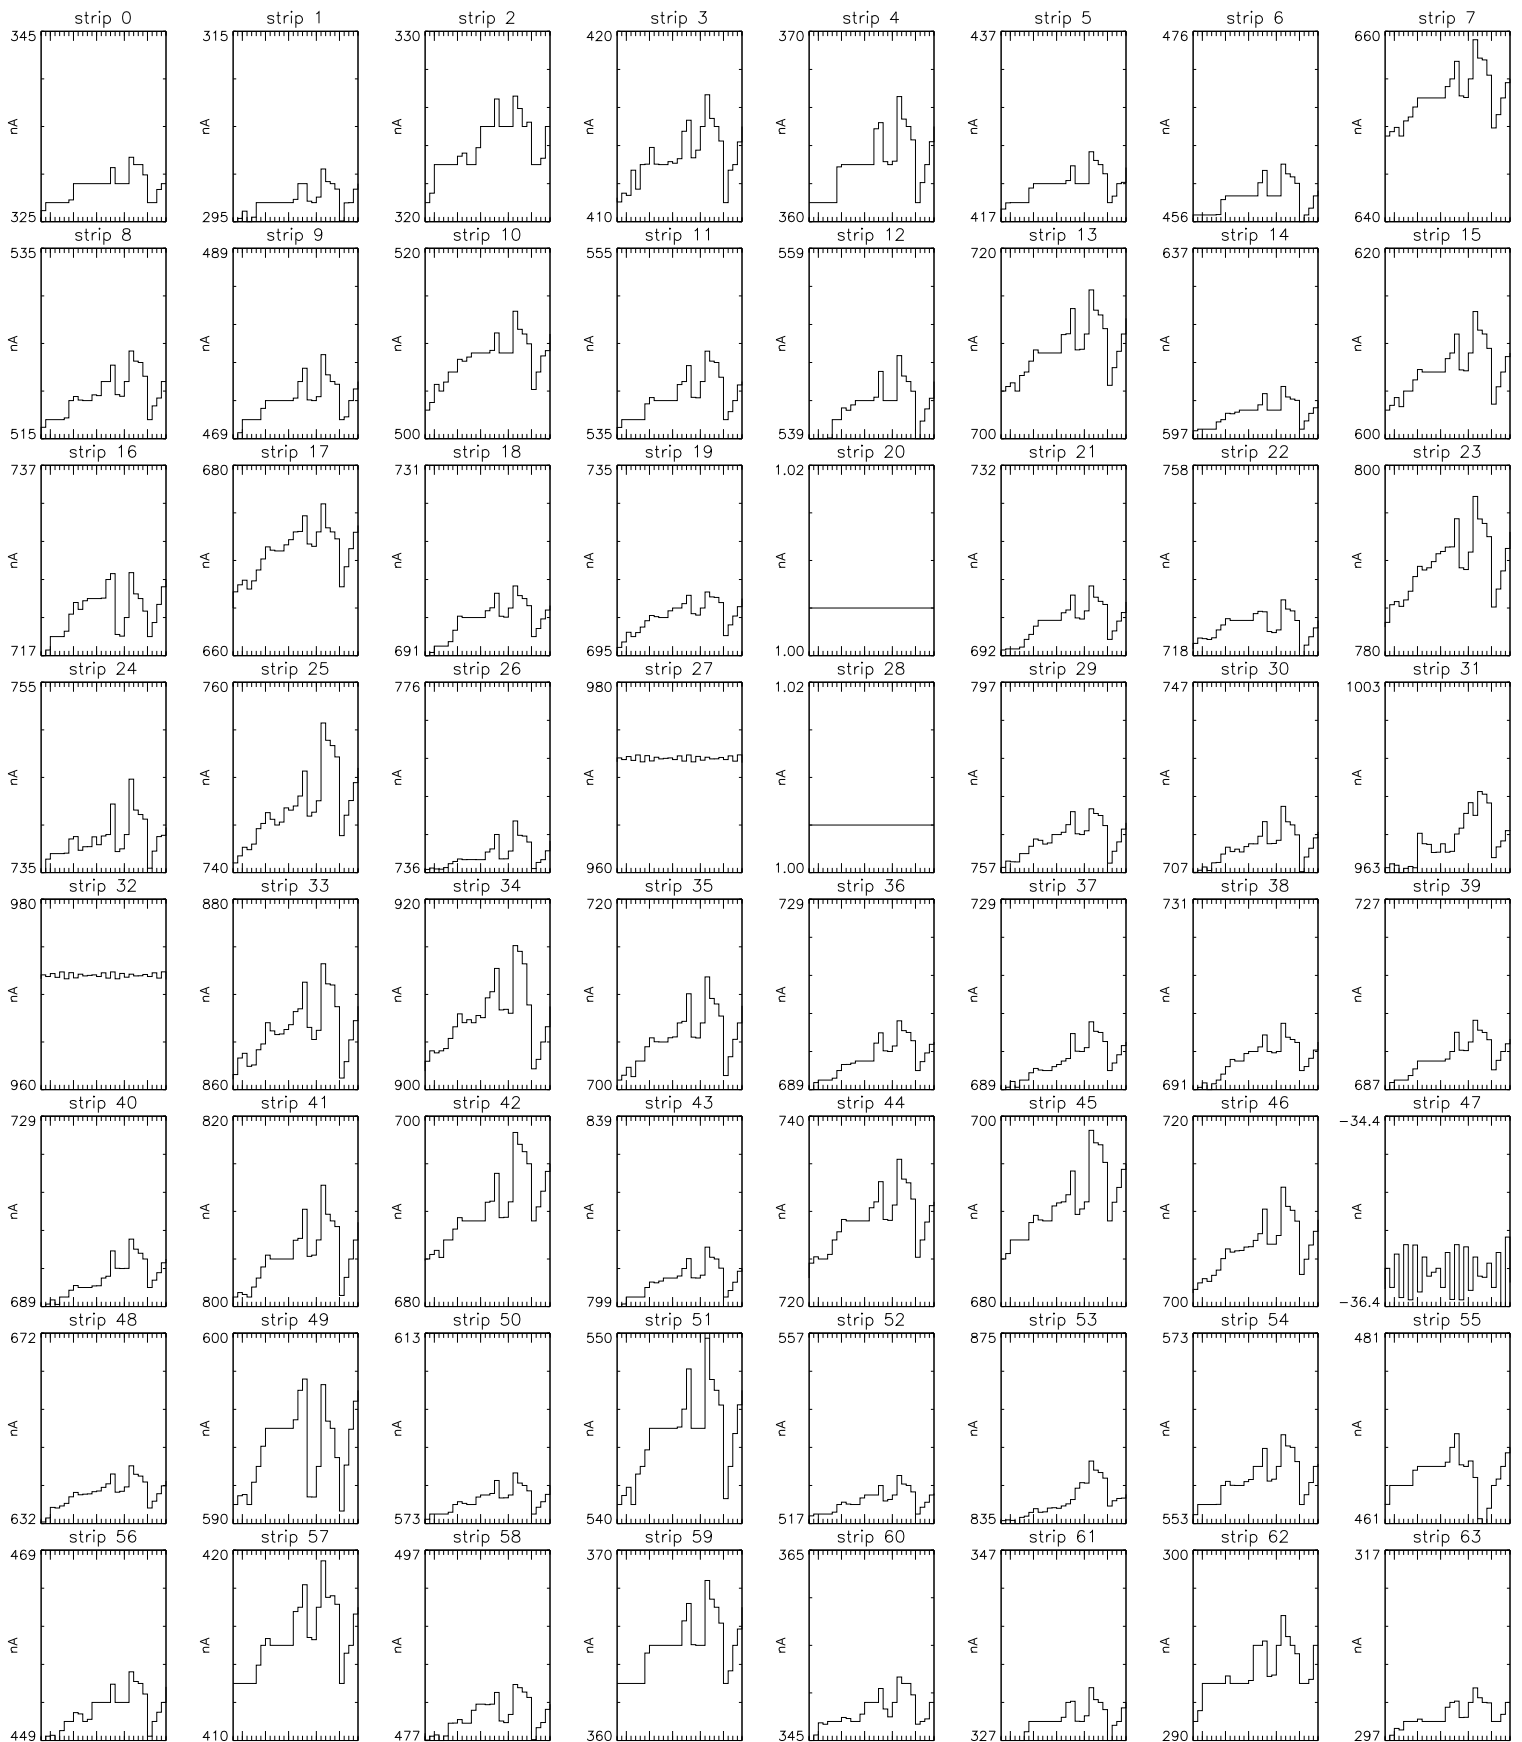 strip 0 strip 1 strip 2 strip 3 strip 4 strip 5 strip 6 strip 7
345 315 330 420 370 437 476 660
nA nA nA nA nA nA nA nA
325 295 320 410 360 417 456 640
strip 8 strip 9 strip 10 strip 11 strip 12 strip 13 strip 14 strip 15
535 489 520 555 559 720 637 620
nA nA nA nA nA nA nA nA
515 469 500 535 539 700 597 600
strip 16 strip 17 strip 18 strip 19 strip 20 strip 21 strip 22 strip 23
737 680 731 735 1.02 732 758 800
nA nA nA nA nA nA nA nA
717 660 691 695 1.00 692 718 780
strip 24 strip 25 strip 26 strip 27 strip 28 strip 29 strip 30 strip 31
755 760 776 980 1.02 797 747 1003
nA nA nA nA nA nA nA nA
735 740 736 960 1.00 757 707 963
strip 32 strip 33 strip 34 strip 35 strip 36 strip 37 strip 38 strip 39
980 880 920 720 729 729 731 727
nA nA nA nA nA nA nA nA
960 860 900 700 689 689 691 687
strip 40 strip 41 strip 42 strip 43 strip 44 strip 45 strip 46 strip 47
729 820 700 839 740 700 720 −34.4
nA nA nA nA nA nA nA nA
689 800 680 799 720 680 700 −36.4
strip 48 strip 49 strip 50 strip 51 strip 52 strip 53 strip 54 strip 55
672 600 613 550 557 875 573 481
nA nA nA nA nA nA nA nA
632 590 573 540 517 835 553 461
strip 56 strip 57 strip 58 strip 59 strip 60 strip 61 strip 62 strip 63
469 420 497 370 365 347 300 317
nA nA nA nA nA nA nA nA
449 410 477 360 345 327 290 297